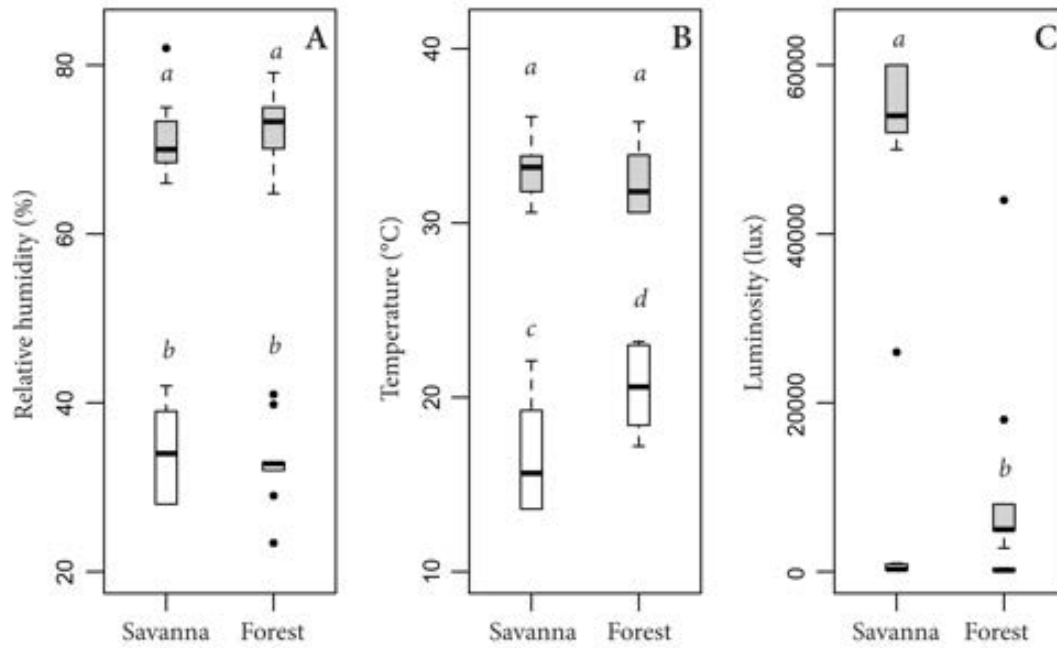 A
Relative humidity (%)
80
60
40
20
a
a
b
b
Savanna
Forest
B
Temperature (°C)
40
30
20
10
a
a
c
d
Savanna
Forest
C
Luminosity (lux)
60000
40000
20000
0
a
b
Savanna
Forest